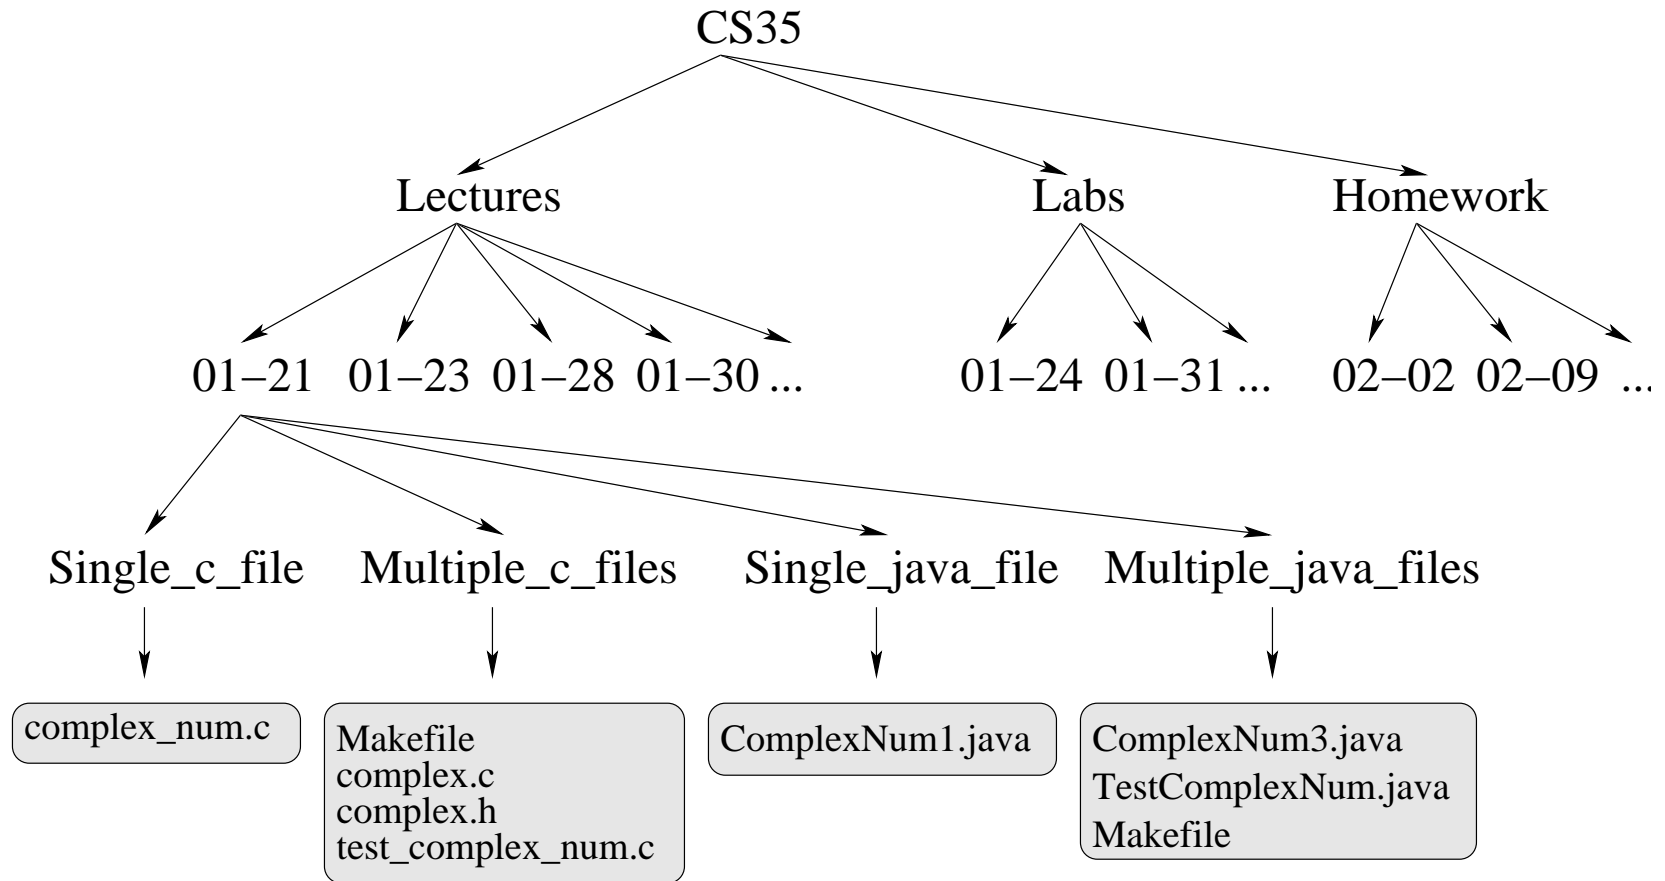 CS35
Lectures Labs Homework
01–21 01–23 01–28 01–30 ... 01–24 01–31 ... 02–02 02–09 ...
Single_c_file Multiple_c_files Single_java_file Multiple_java_files
complex_num.c
Makefile
complex.c
complex.h
test_complex_num.c
ComplexNum1.java
ComplexNum3.java
TestComplexNum.java
Makefile